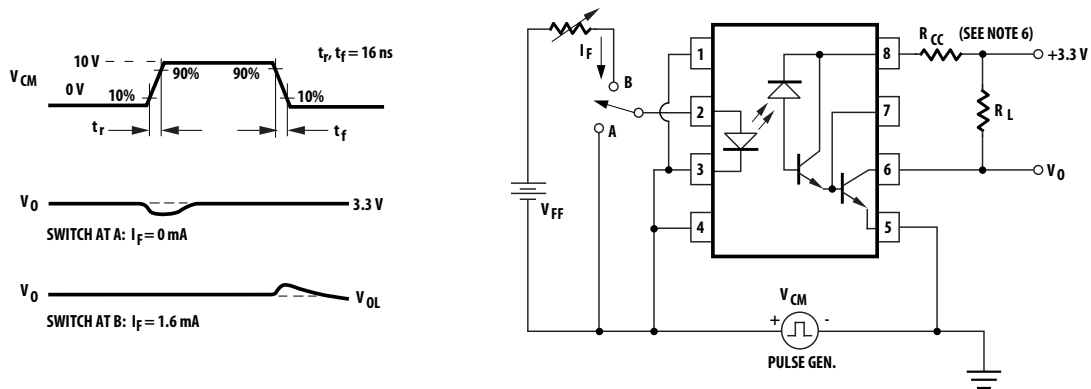 V CM
10 V
0 V
90%
90%
10%
10%
t r, t f = 16 ns
t r
t f
V O
3.3 V
SWITCH AT A: I F = 0 mA
V O
V OL
SWITCH AT B: I F = 1.6 mA
I F
B
A
V FF
1
2
3
4
8
7
6
5
R CC (SEE NOTE 6)
+3.3 V
R L
V O
V CM
+
-
PULSE GEN.